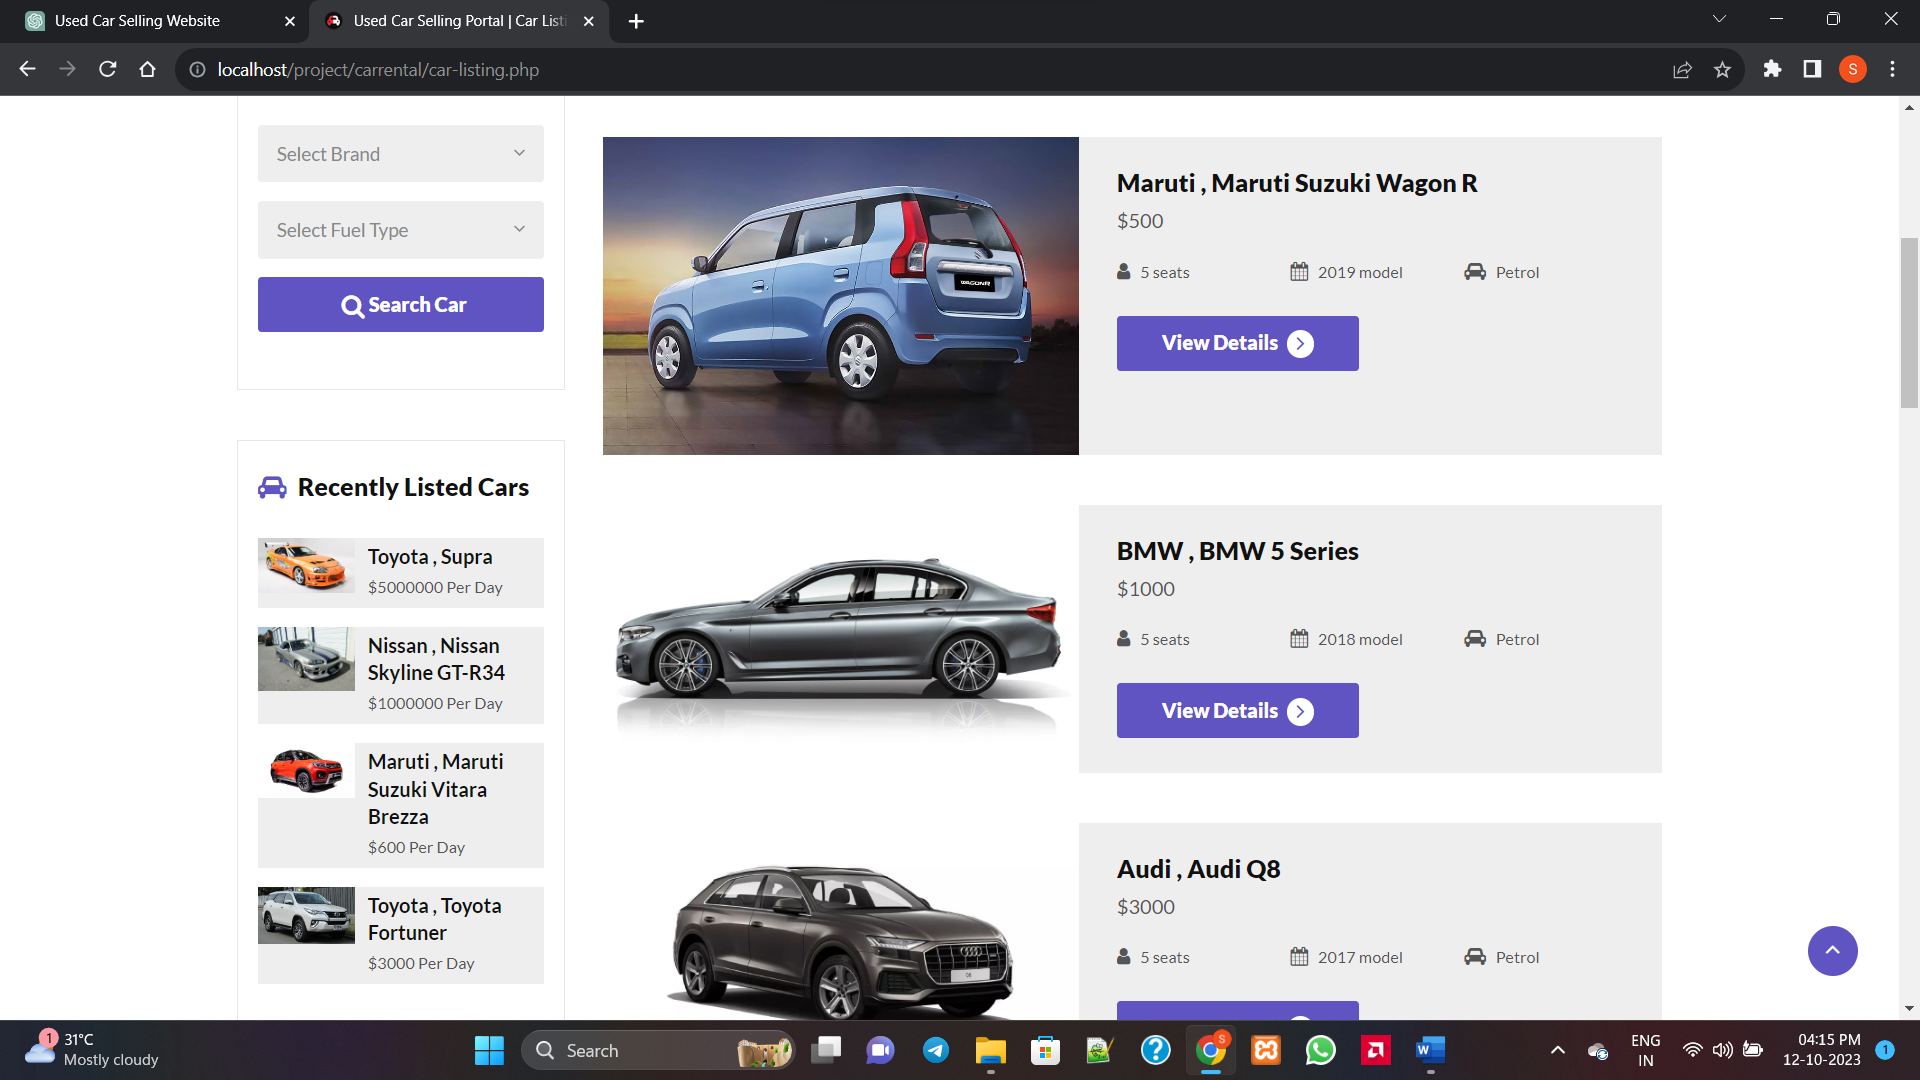 Used Car Selling Website
Used Car Selling Portal | Car Listi
localhost/project/carrental/car-listing.php
S
Select Brand
Select Fuel Type
Search Car
Recently Listed Cars
Toyota , Supra
$5000000 Per Day
Nissan , Nissan
Skyline GT-R34
$1000000 Per Day
Maruti , Maruti
Suzuki Vitara
Brezza
$600 Per Day
Toyota , Toyota
Fortuner
$3000 Per Day
WAGONR
Maruti , Maruti Suzuki Wagon R
$500
5 seats
2019 model
Petrol
View Details
BMW , BMW 5 Series
$1000
5 seats
2018 model
Petrol
View Details
Q8
Audi , Audi Q8
$3000
5 seats
2017 model
Petrol
1
31°C
Mostly cloudy
Search
S
W
ENG
IN
04:15 PM
12-10-2023
1